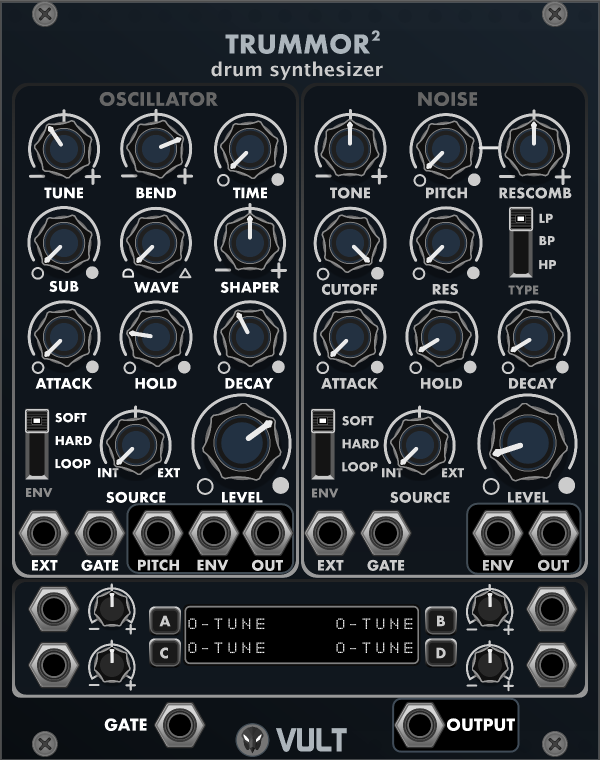 TRUMMOR²
drum synthesizer
OSCILLATOR
NOISE
TUNE BEND TIME
TONE PITCH RESCOMB
SUB WAVE SHAPER
CUTOFF RES
LP
BP
HP
TYPE
ATTACK HOLD DECAY
ATTACK HOLD DECAY
SOFT
HARD
LOOP
ENV
INT EXT
SOURCE
LEVEL
SOFT
HARD
LOOP
ENV
INT EXT
SOURCE
LEVEL
EXT GATE PITCH ENV OUT
EXT GATE ENV OUT
A O-TUNE O-TUNE B
C O-TUNE O-TUNE D
GATE
VULT
OUTPUT